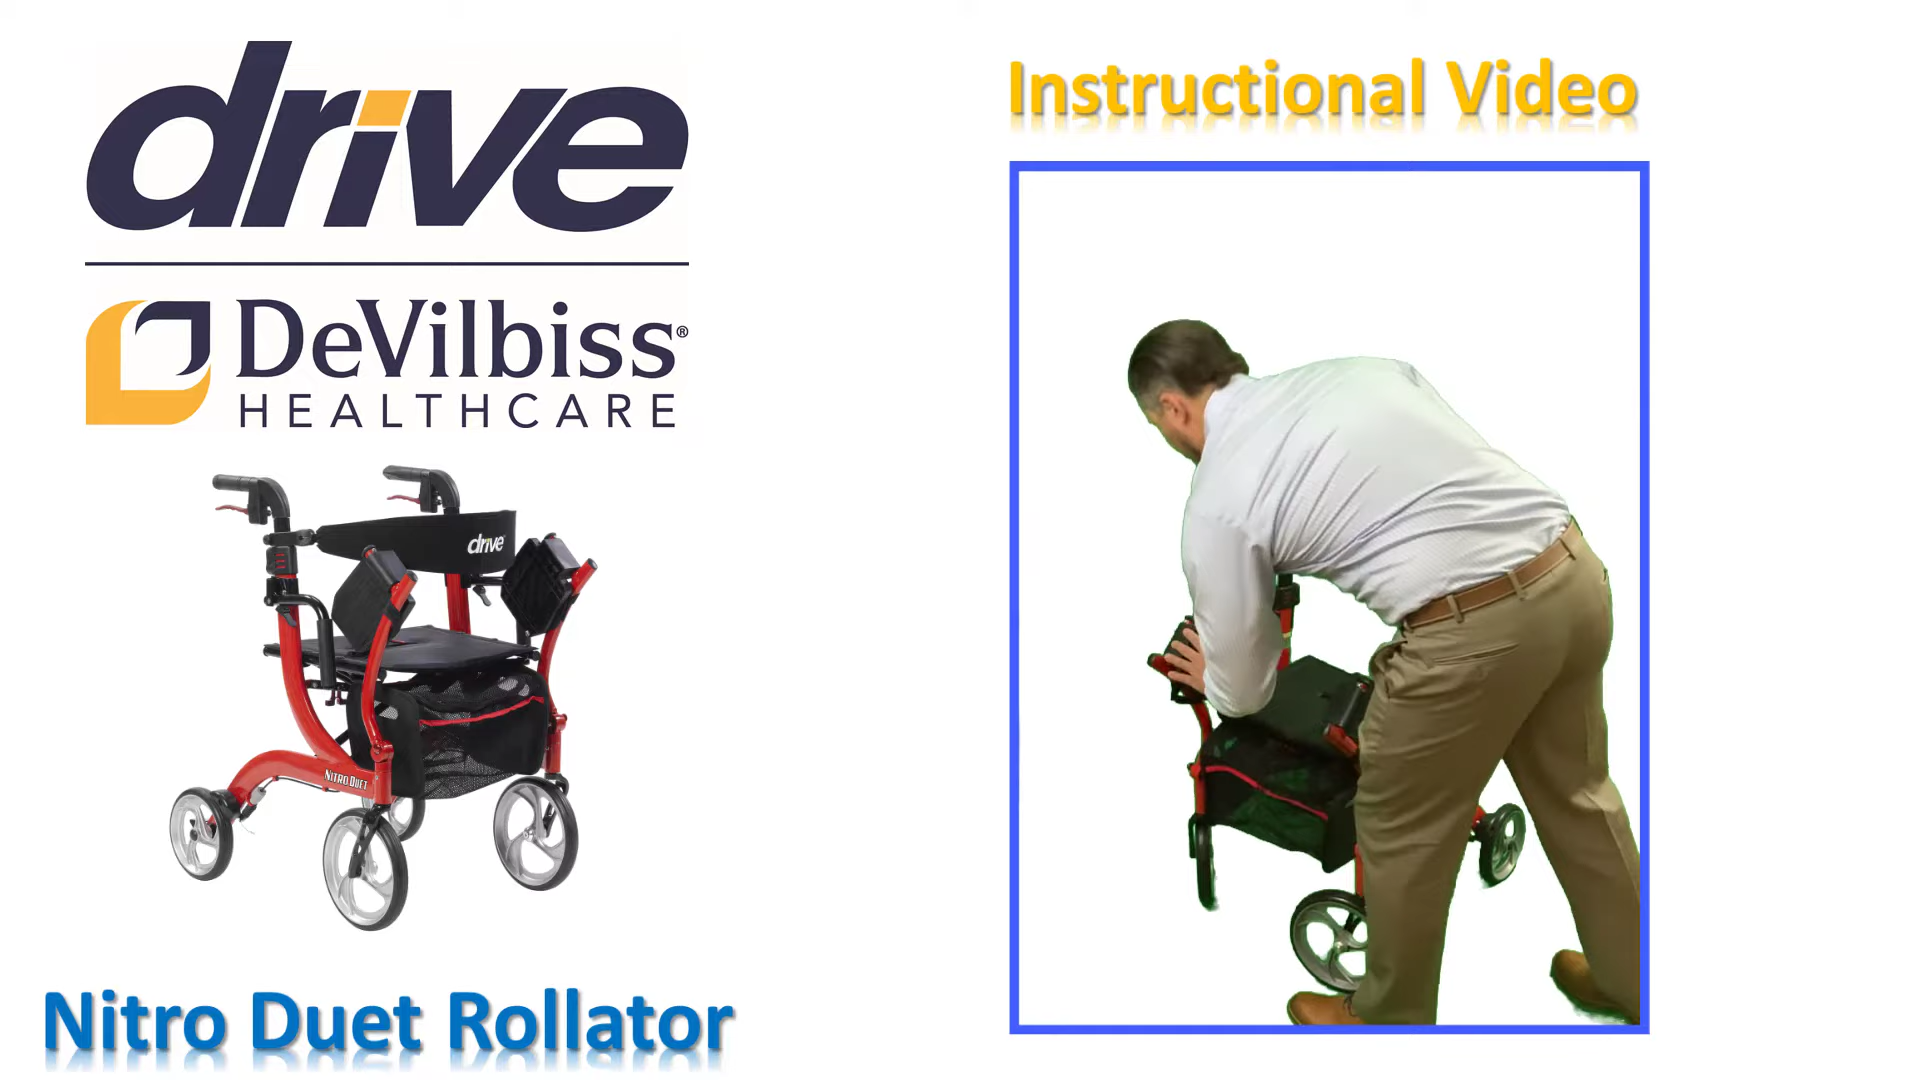 drive
DeVilbiss®
HEALTHCARE
Instructional Video
drive
NITRO DUET
Nitro Duet Rollator